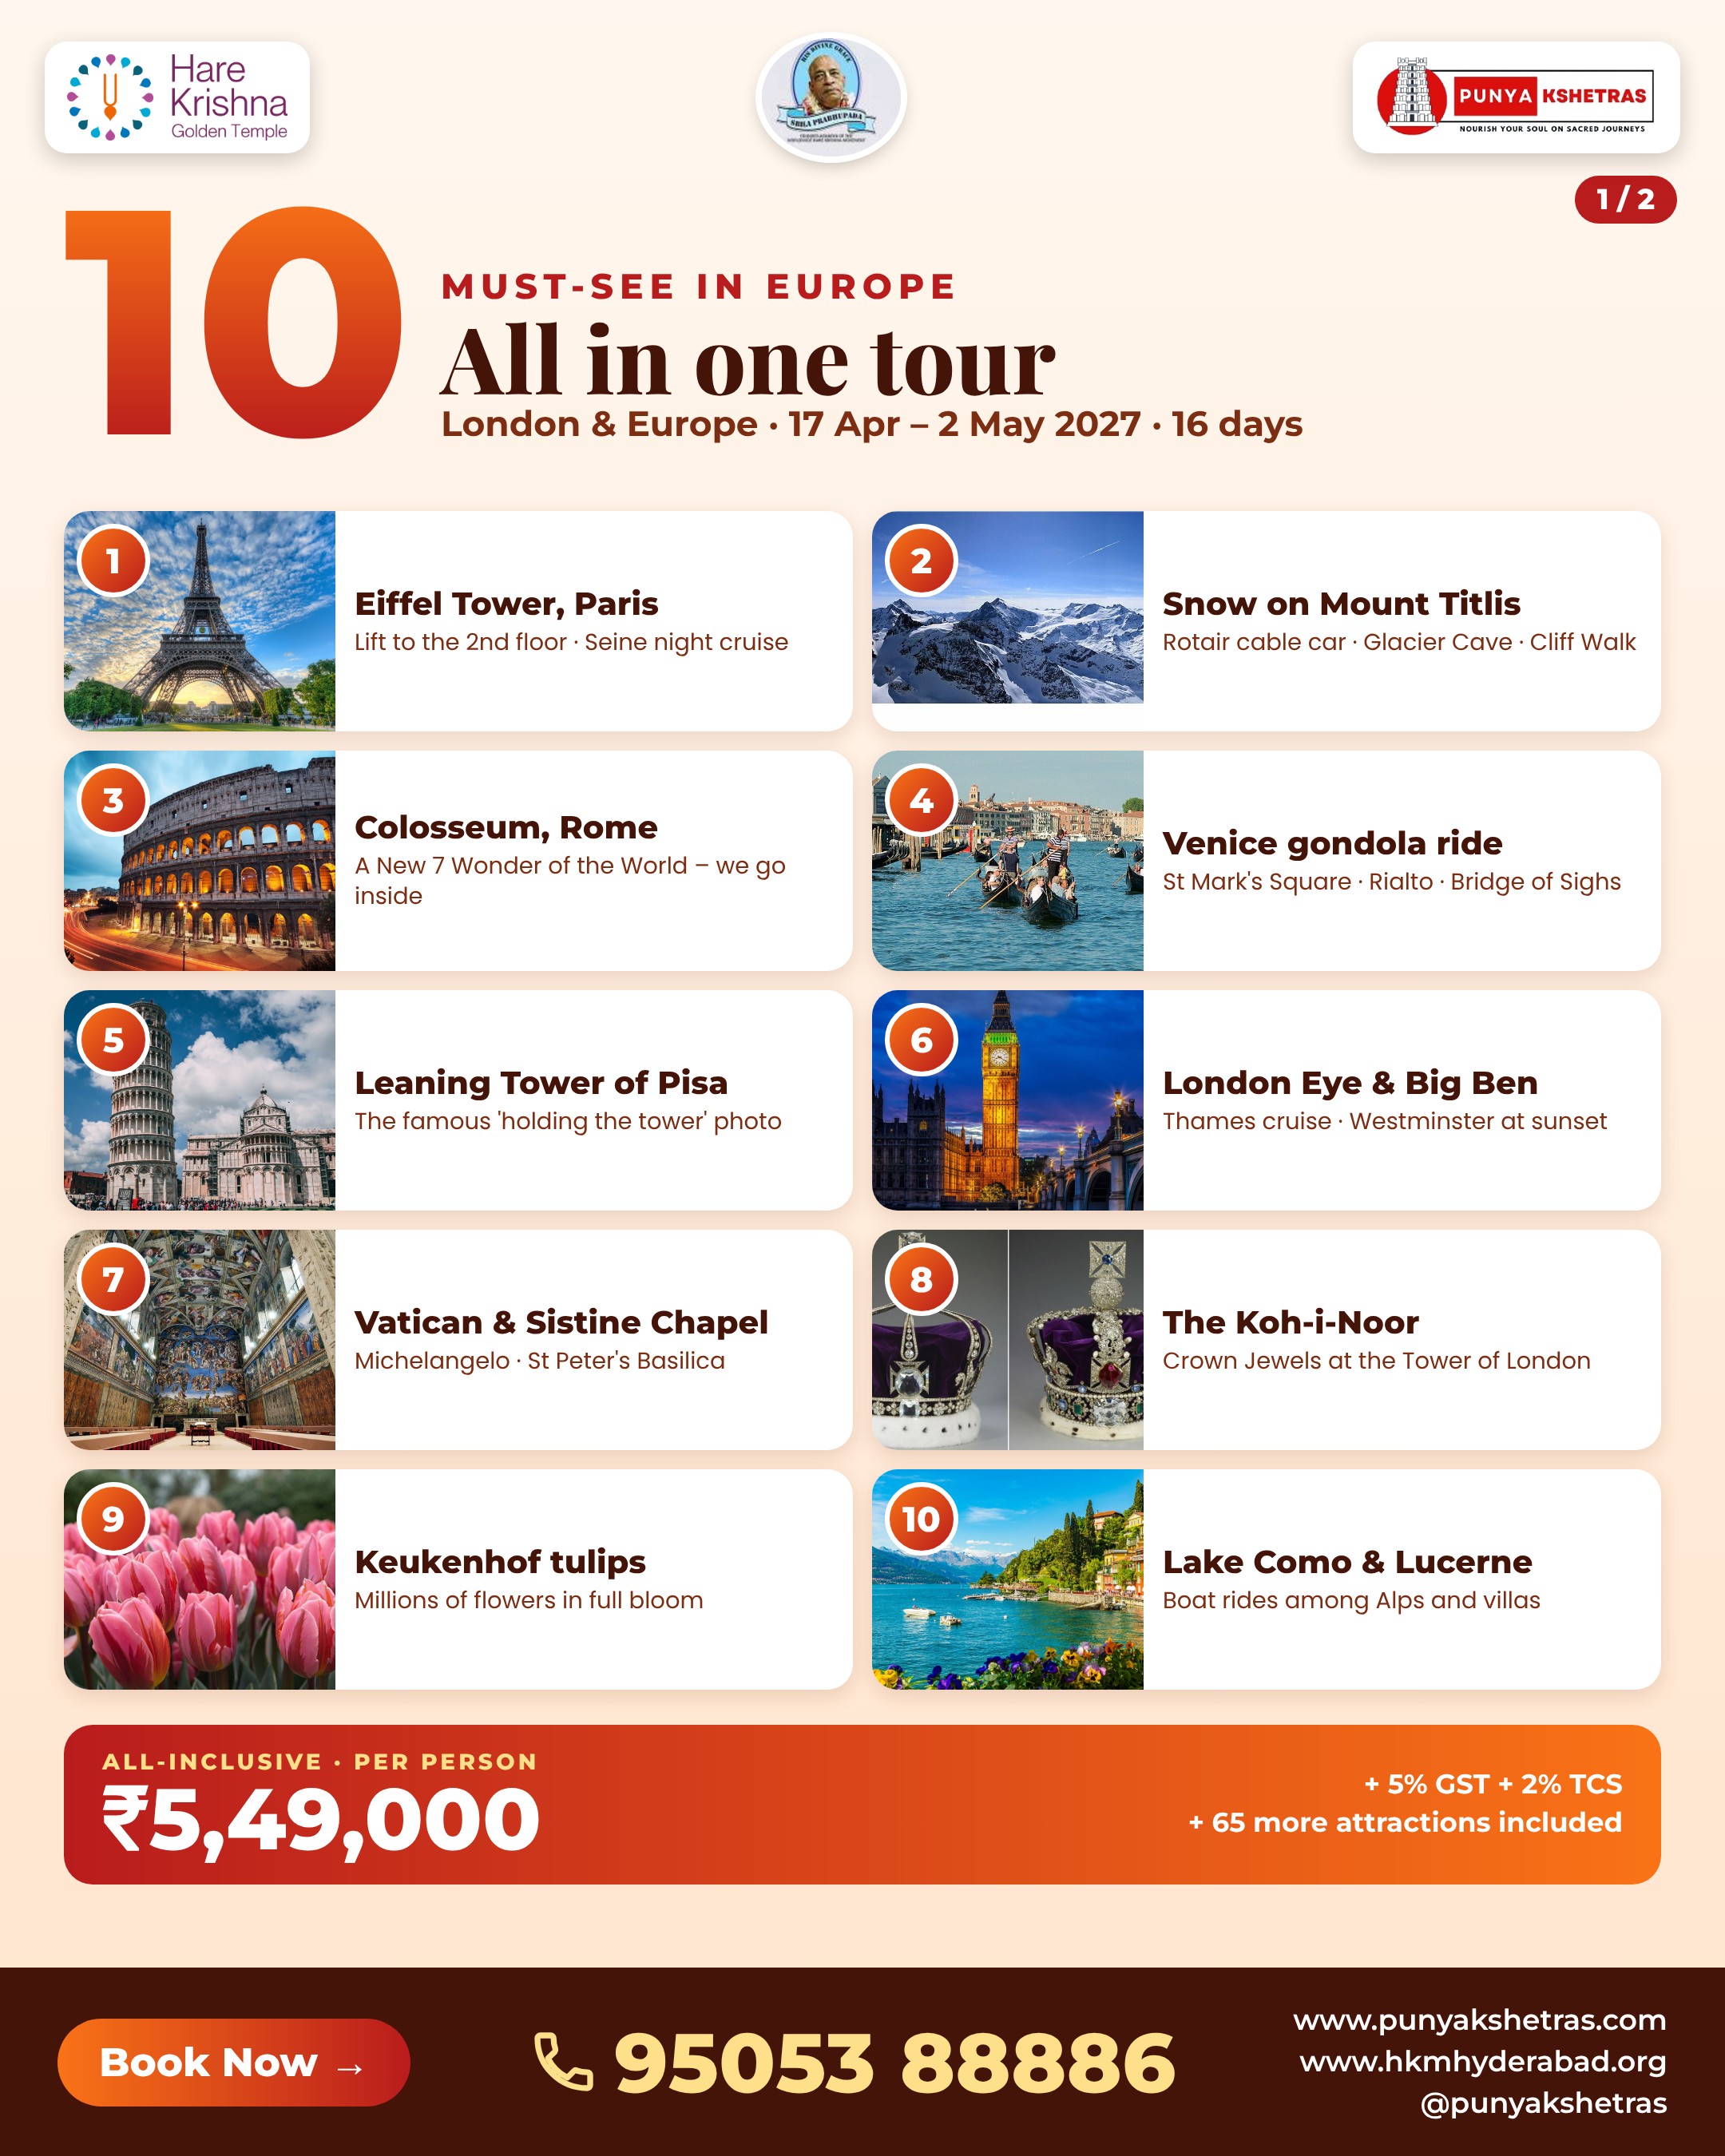 Hare
Krishna
Golden Temple
HIS DIVINE GRACE
SRILA PRABHUPADA
PUNYA KSHETRAS
NOURISH YOUR SOUL ON SACRED JOURNEYS
1 / 2
10
MUST-SEE IN EUROPE
All in one tour
London & Europe · 17 Apr – 2 May 2027 · 16 days
1
Eiffel Tower, Paris
Lift to the 2nd floor · Seine night cruise
2
Snow on Mount Titlis
Rotair cable car · Glacier Cave · Cliff Walk
3
Colosseum, Rome
A New 7 Wonder of the World – we go
inside
4
Venice gondola ride
St Mark's Square · Rialto · Bridge of Sighs
5
Leaning Tower of Pisa
The famous 'holding the tower' photo
6
London Eye & Big Ben
Thames cruise · Westminster at sunset
7
Vatican & Sistine Chapel
Michelangelo · St Peter's Basilica
8
The Koh-i-Noor
Crown Jewels at the Tower of London
9
Keukenhof tulips
Millions of flowers in full bloom
10
Lake Como & Lucerne
Boat rides among Alps and villas
ALL-INCLUSIVE · PER PERSON
₹5,49,000
+ 5% GST + 2% TCS
+ 65 more attractions included
Book Now →
95053 88886
www.punyakshetras.com
www.hkmhyderabad.org
@punyakshetras